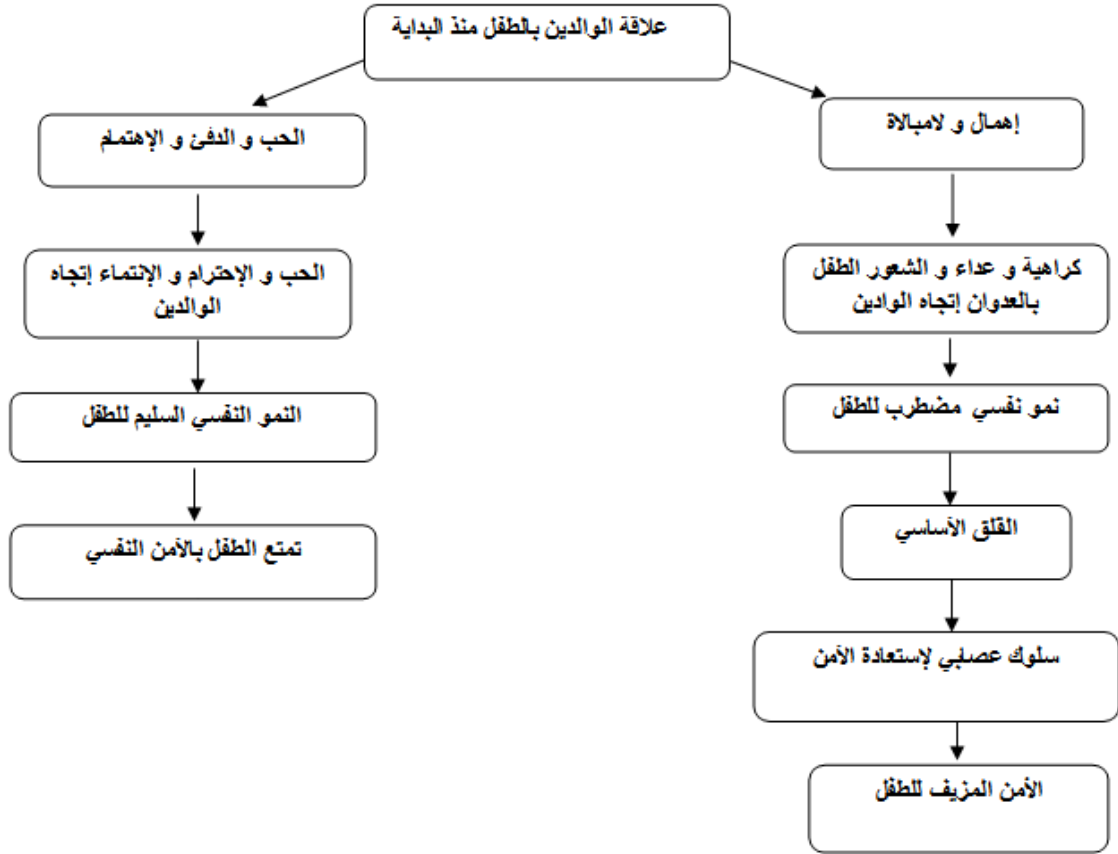 علاقة الوالدين بالطفل منذ البداية
إهمال و لامبالاة
كراهية و عداء و الشعور الطفل
بالعدوان إتجاه الوادين
نمو نفسي مضطرب للطفل
القلق الأساسي
سلوك عصابي لإستعادة الأمن
الأمن المزيف للطفل
الحب و الدفئ و الإهتمام
الحب و الإحترام و الإنتماء إتجاه
الوالدين
النمو النفسي السليم للطفل
تمتع الطفل بالأمن النفسي